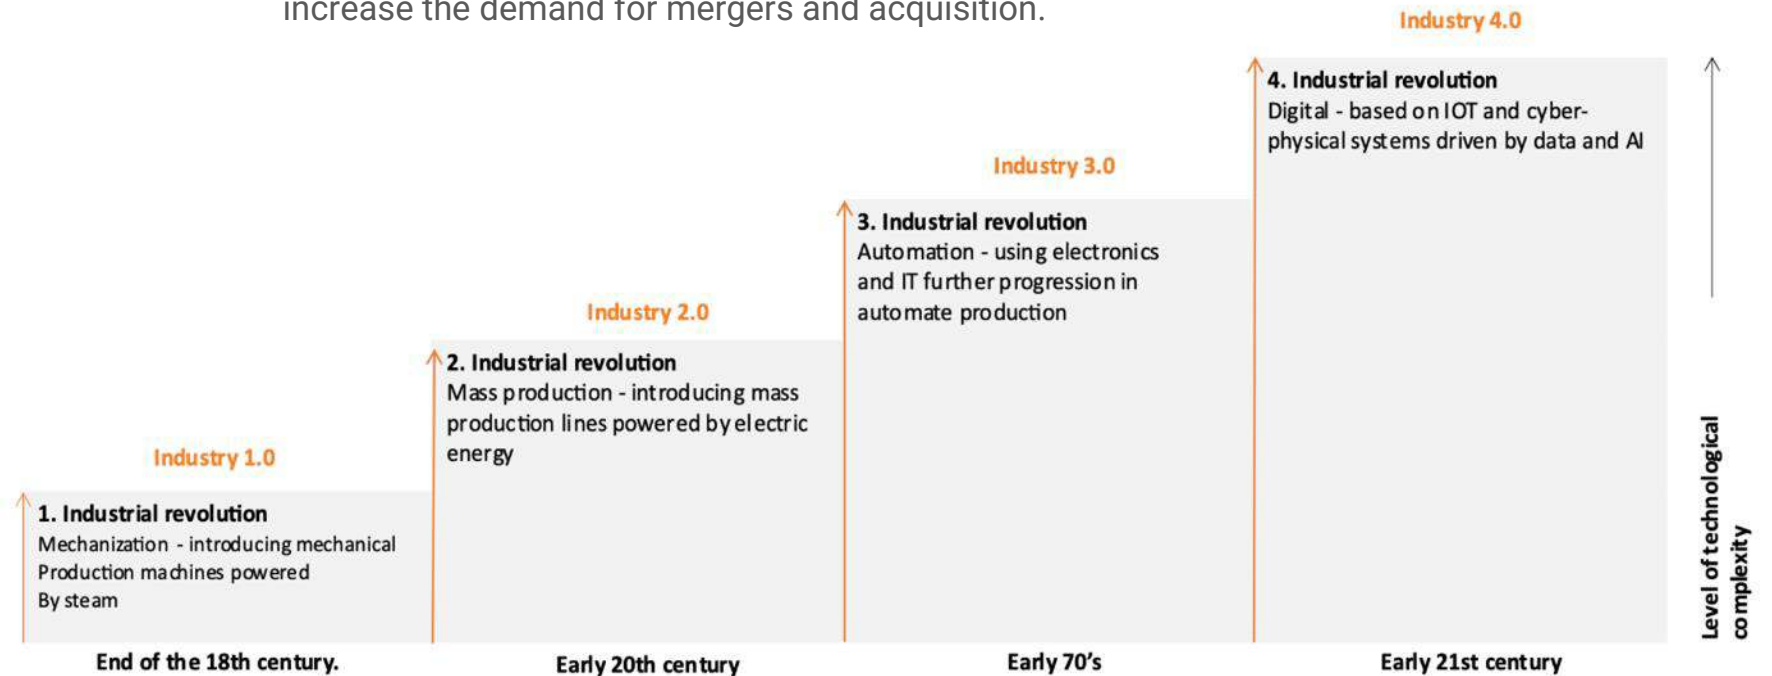 increase the demand for mergers and acquisition.
Industry 1.0
1. Industrial revolution
Mechanization - introducing mechanical
Production machines powered
By steam
End of the 18th century.
Industry 2.0
2. Industrial revolution
Mass production - introducing mass
production lines powered by electric
energy
Early 20th century
Industry 3.0
3. Industrial revolution
Automation - using electronics
and IT further progression in
automate production
Early 70’s
Industry 4.0
4. Industrial revolution
Digital - based on IOT and cyber-
physical systems driven by data and AI
Early 21st century
Level of technological
complexity